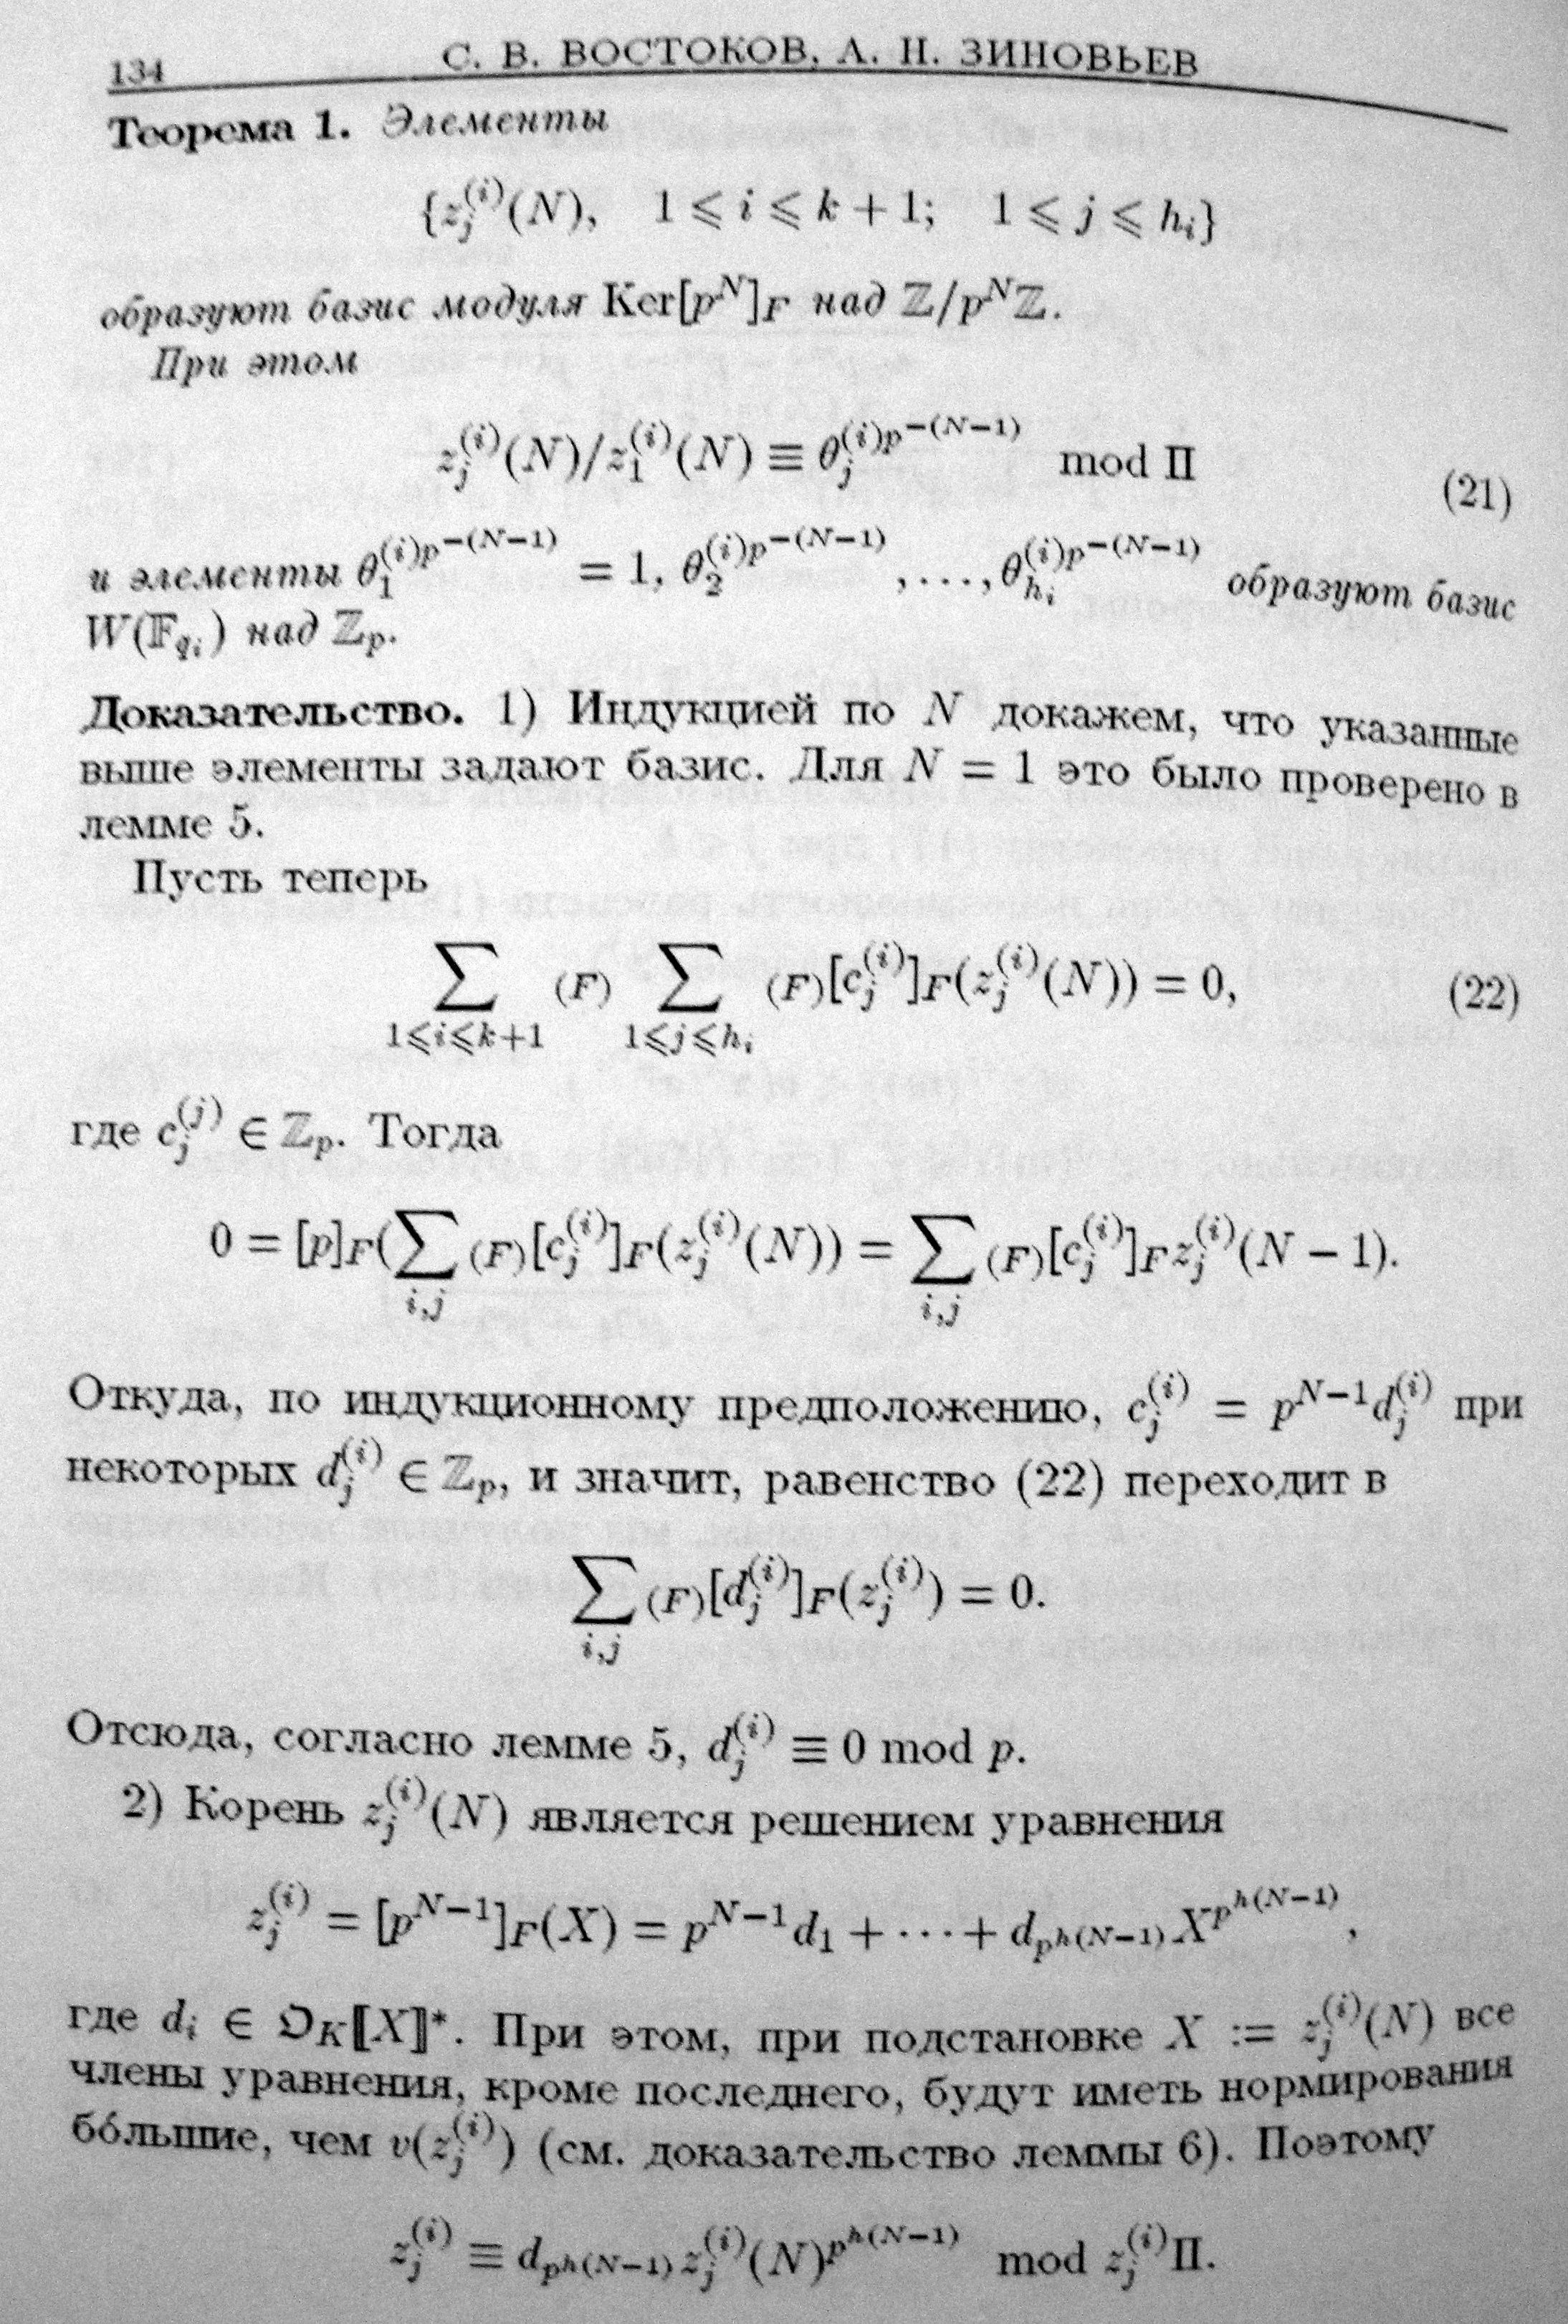 134 С. В. ВОСТОКОВ, А. Н. ЗИНОВЬЕВ
Теорема 1. Элементы
$\{z_j^{(i)}(N), \quad 1 \leqslant i \leqslant k+1; \quad 1 \leqslant j \leqslant h_i\}$
образуют базис модуля $\mathrm{Ker}[p^N]_F$ над $\mathbb{Z}/p^N\mathbb{Z}$.
При этом
$z_j^{(i)}(N)/z_1^{(i)}(N) \equiv \theta_j^{(i)p^{-(N-1)}} \mod \Pi$ (21)
и элементы $\theta_1^{(i)p^{-(N-1)}} = 1, \theta_2^{(i)p^{-(N-1)}}, \ldots, \theta_{h_i}^{(i)p^{-(N-1)}}$ образуют базис
$W(\mathbb{F}_{q_i})$ над $\mathbb{Z}_p$.
Доказательство. 1) Индукцией по $N$ докажем, что указанные
выше элементы задают базис. Для $N = 1$ это было проверено в
лемме 5.
Пусть теперь
$\sum_{1 \leqslant i \leqslant k+1} {}_{(F)} \sum_{1 \leqslant j \leqslant h_i} {}_{(F)} [c_j^{(i)}]_F(z_j^{(i)}(N)) = 0,$ (22)
где $c_j^{(j)} \in \mathbb{Z}_p$. Тогда
$0 = [p]_F(\sum_{i,j} {}_{(F)} [c_j^{(i)}]_F(z_j^{(i)}(N)) = \sum_{i,j} {}_{(F)} [c_j^{(i)}]_F z_j^{(i)}(N-1).$
Откуда, по индукционному предположению, $c_j^{(i)} = p^{N-1} d_j^{(i)}$ при
некоторых $d_j^{(i)} \in \mathbb{Z}_p$, и значит, равенство (22) переходит в
$\sum_{i,j} {}_{(F)} [d_j^{(i)}]_F(z_j^{(i)}) = 0.$
Отсюда, согласно лемме 5, $d_j^{(i)} \equiv 0 \mod p$.
2) Корень $z_j^{(i)}(N)$ является решением уравнения
$z_j^{(i)} = [p^{N-1}]_F(X) = p^{N-1} d_1 + \cdots + d_{p^{h(N-1)}} X^{p^{h(N-1)}},$
где $d_i \in \mathfrak{O}_K[\![X]\!]^*$. При этом, при подстановке $X := z_j^{(i)}(N)$ все
члены уравнения, кроме последнего, будут иметь нормирования
бо́льшие, чем $v(z_j^{(i)})$ (см. доказательство леммы 6). Поэтому
$z_j^{(i)} \equiv d_{p^{h(N-1)}} z_j^{(i)}(N)^{p^{h(N-1)}} \mod z_j^{(i)} \Pi.$